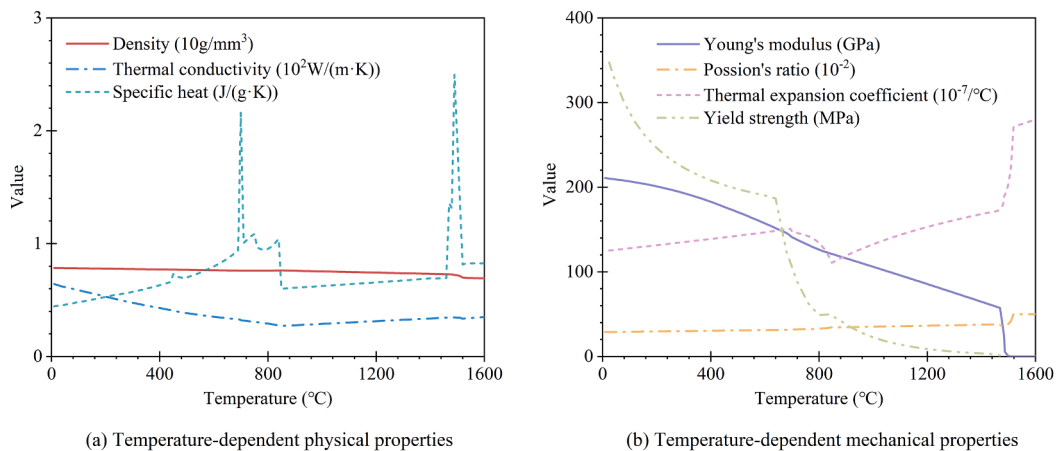 3
2
1
0
Value
Density (10g/mm³)
Thermal conductivity (10²W/(m·K))
Specific heat (J/(g·K))
0
400
800
1200
1600
Temperature (℃)
(a) Temperature-dependent physical properties
400
300
200
100
0
Value
Young's modulus (GPa)
Possion's ratio (10⁻²)
Thermal expansion coefficient (10⁻⁷/℃)
Yield strength (MPa)
0
400
800
1200
1600
Temperature (℃)
(b) Temperature-dependent mechanical properties